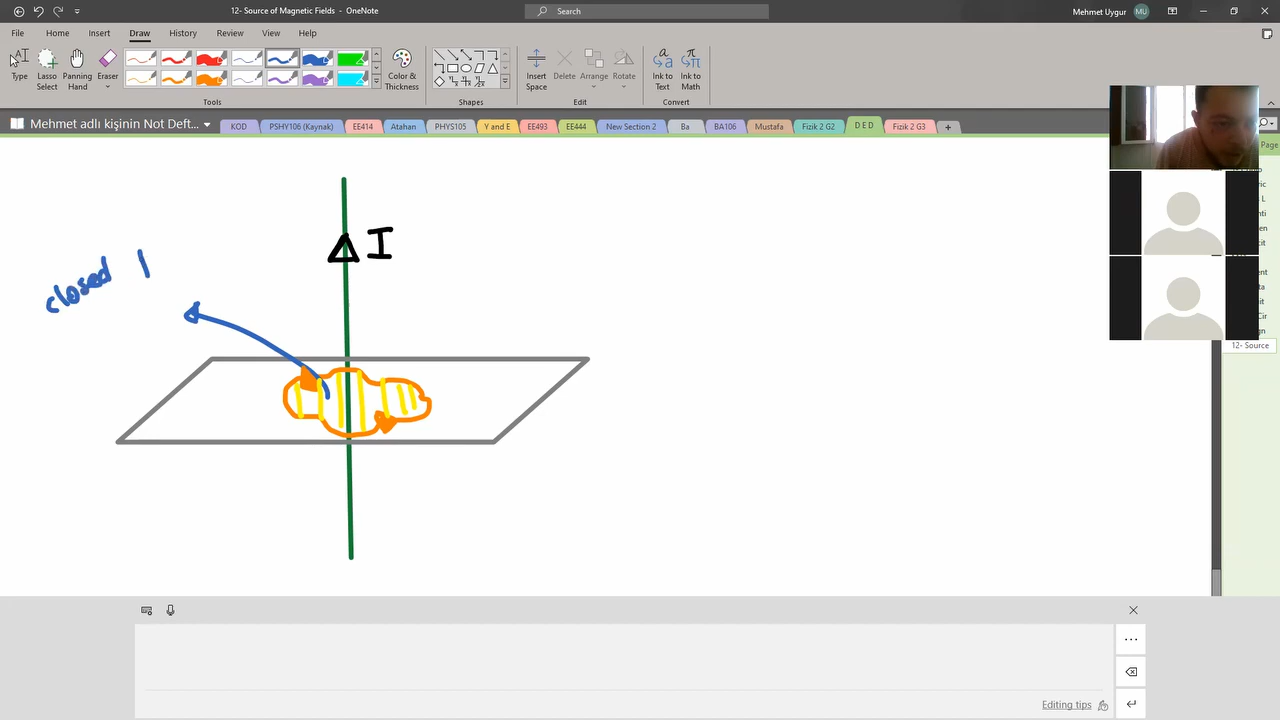 12- Source of Magnetic Fields - OneNote
Search
Mehmet Uygur
MU
File Home Insert Draw History Review View Help
Type
Lasso Select
Panning Hand
Eraser
Color & Thickness
Insert Space
Delete
Arrange
Rotate
Ink to Text
Ink to Math
Tools
Shapes
Edit
Convert
Mehmet adlı kişinin Not Deft...
KOD PSHY106 (Kaynak) EE414 Atahan PHYS105 Y and E EE493 EE444 New Section 2 Ba BA106 Mustafa Fizik 2 G2 D E D Fizik 2 G3
Page
12- Source
closed
I
Editing tips